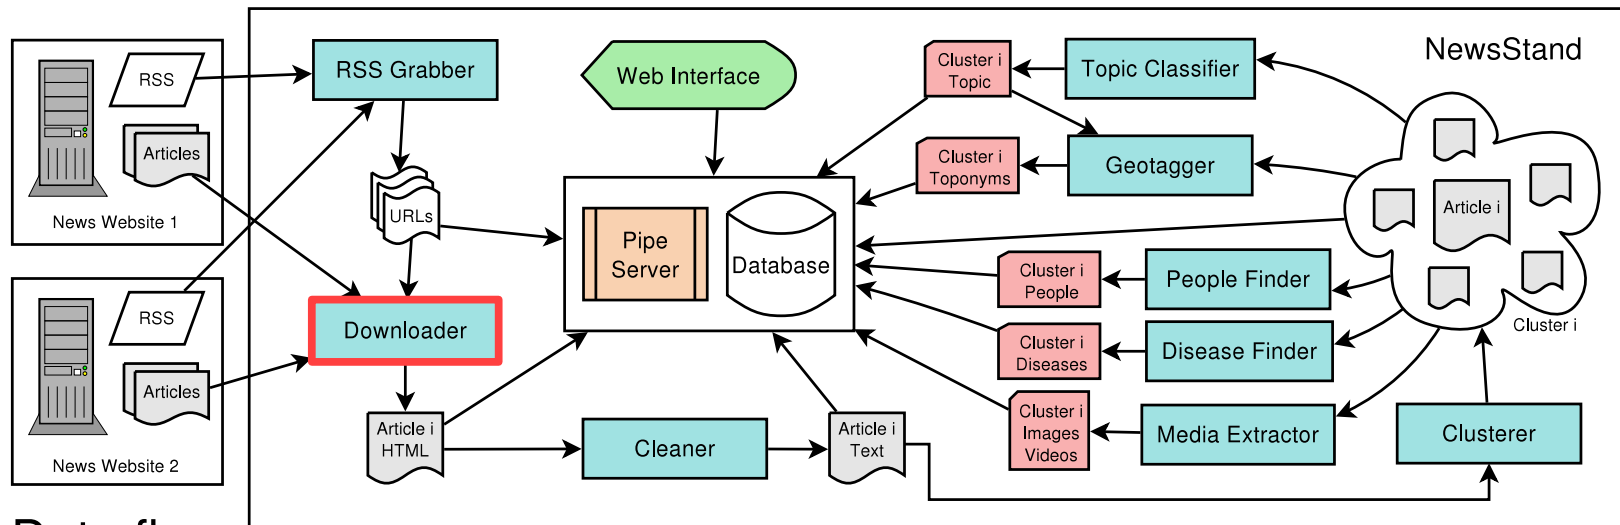 NewsStand
RSS
Articles
News Website 1
RSS
Articles
News Website 2
RSS Grabber
URLs
Downloader
Article i
HTML
Cleaner
Article i
Text
Web Interface
Pipe
Server
Database
Cluster i
Topic
Topic Classifier
Cluster i
Toponyms
Geotagger
Cluster i
People
People Finder
Cluster i
Diseases
Disease Finder
Cluster i
Images
Videos
Media Extractor
Article i
Cluster i
Clusterer